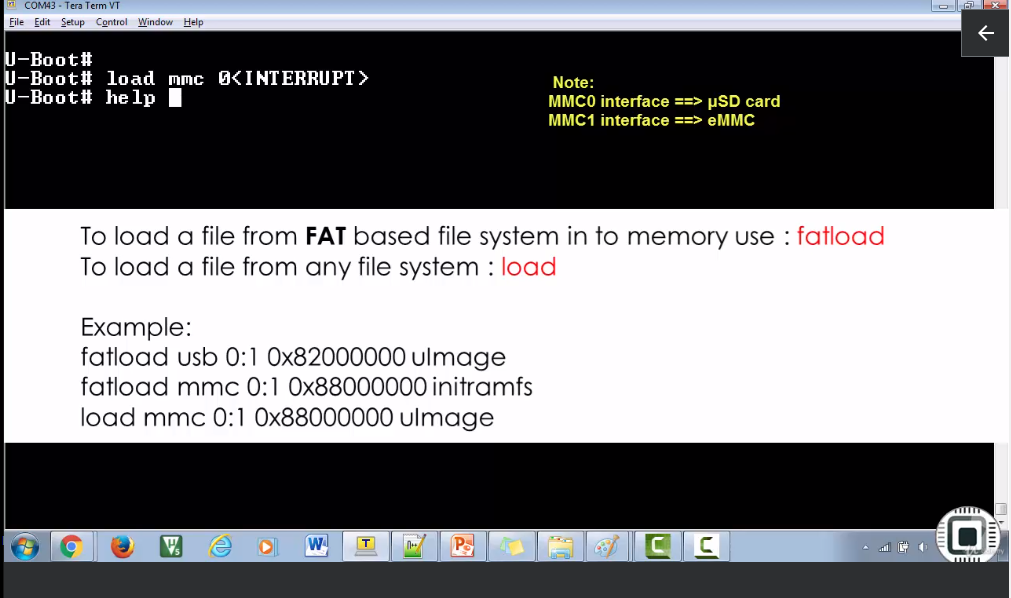 COM43 - Tera Term VT
File Edit Setup Control Window Help
U-Boot#
U-Boot# load mmc 0<INTERRUPT>
U-Boot# help
Note:
MMC0 interface ==> µSD card
MMC1 interface ==> eMMC
To load a file from FAT based file system in to memory use : fatload
To load a file from any file system : load
Example:
fatload usb 0:1 0x82000000 uImage
fatload mmc 0:1 0x88000000 initramfs
load mmc 0:1 0x88000000 uImage